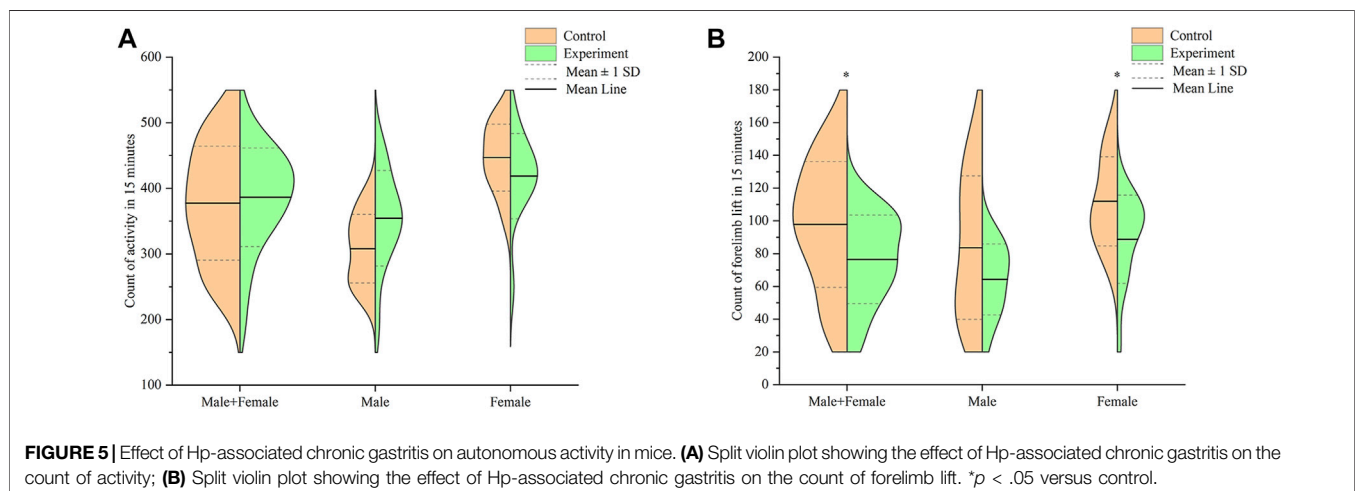 A
Control
Experiment
Mean ± 1 SD
Mean Line
600
500
400
300
200
100
Count of activity in 15 minutes
Male+Female
Male
Female
B
Control
Experiment
Mean ± 1 SD
Mean Line
200
180
160
140
120
100
80
60
40
20
0
Count of forelimb lift in 15 minutes
*
*
Male+Female
Male
Female
FIGURE 5 | Effect of Hp-associated chronic gastritis on autonomous activity in mice. (A) Split violin plot showing the effect of Hp-associated chronic gastritis on the
count of activity; (B) Split violin plot showing the effect of Hp-associated chronic gastritis on the count of forelimb lift. *p < .05 versus control.